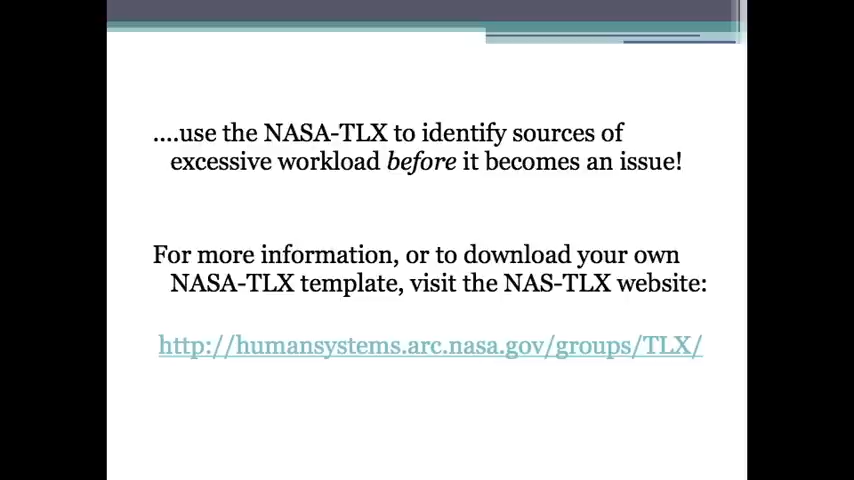 ....use the NASA-TLX to identify sources of
excessive workload before it becomes an issue!
For more information, or to download your own
NASA-TLX template, visit the NAS-TLX website:
http://humansystems.arc.nasa.gov/groups/TLX/